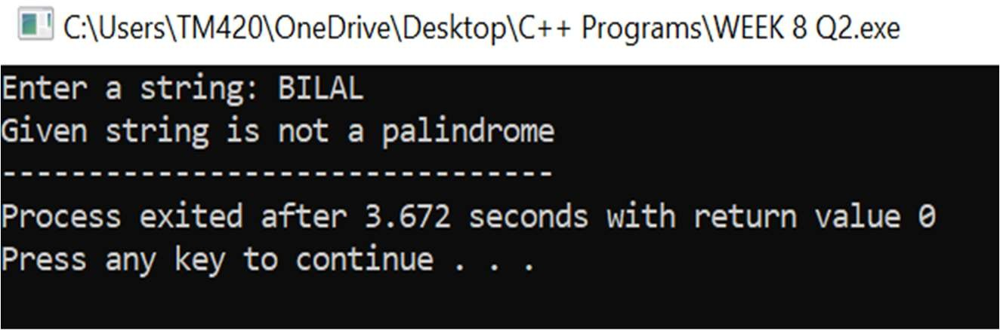 C:\Users\TM420\OneDrive\Desktop\C++ Programs\WEEK 8 Q2.exe
Enter a string: BILAL
Given string is not a palindrome
--------------------------------
Process exited after 3.672 seconds with return value 0
Press any key to continue . . .